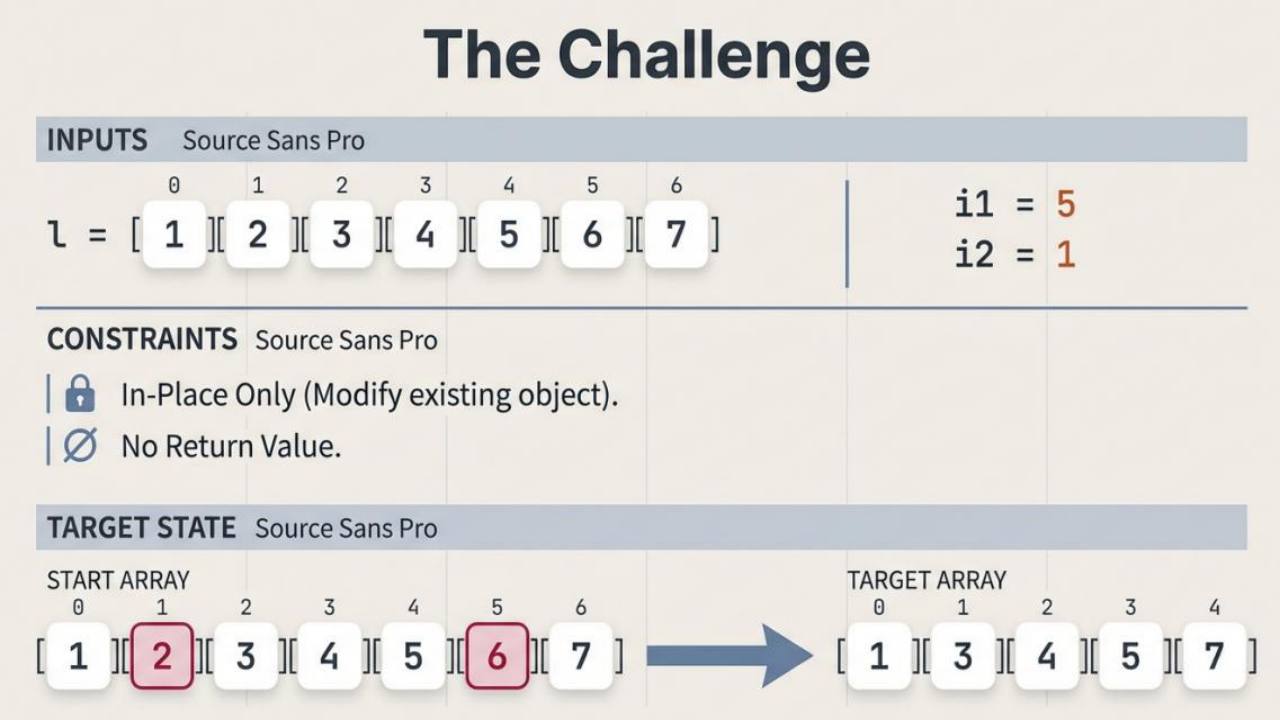 The Challenge
INPUTS Source Sans Pro
0 1 2 3 4 5 6
l = [1][2][3][4][5][6][7]
i1 = 5
i2 = 1
CONSTRAINTS Source Sans Pro
In-Place Only (Modify existing object).
No Return Value.
TARGET STATE Source Sans Pro
START ARRAY
0 1 2 3 4 5 6
[1][2][3][4][5][6][7]
TARGET ARRAY
0 1 2 3 4
[1][3][4][5][7]